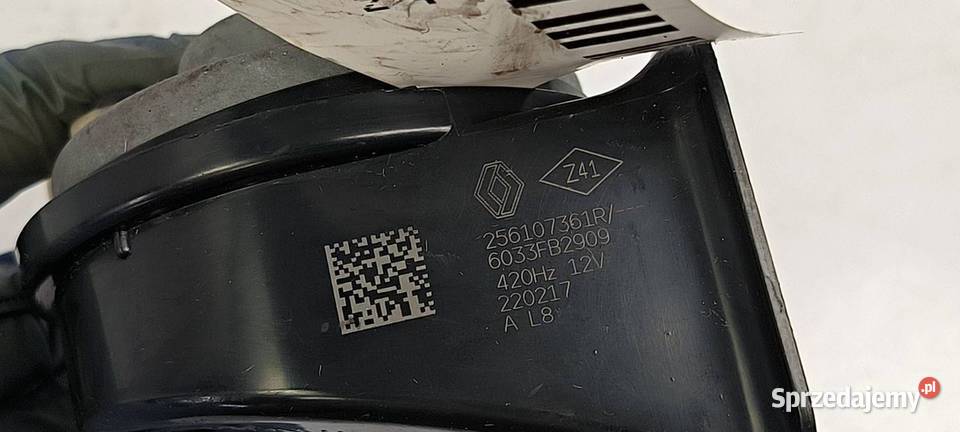 Z41
256107361R/---
6033FB2909
420Hz 12V
220217
A L8
Sprzedajemy.pl